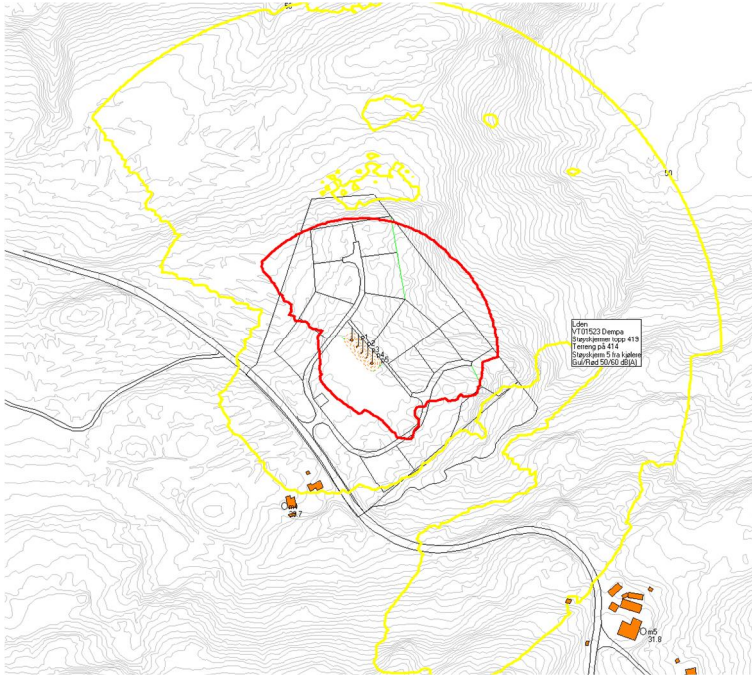 50
50
Lden
VT01523 Dempa
Støyskjermer topp 419
Terreng på 414
Støyskjerm 5 fra kjølere
Gul/Rød 50/60 dB(A)
m5
31.8